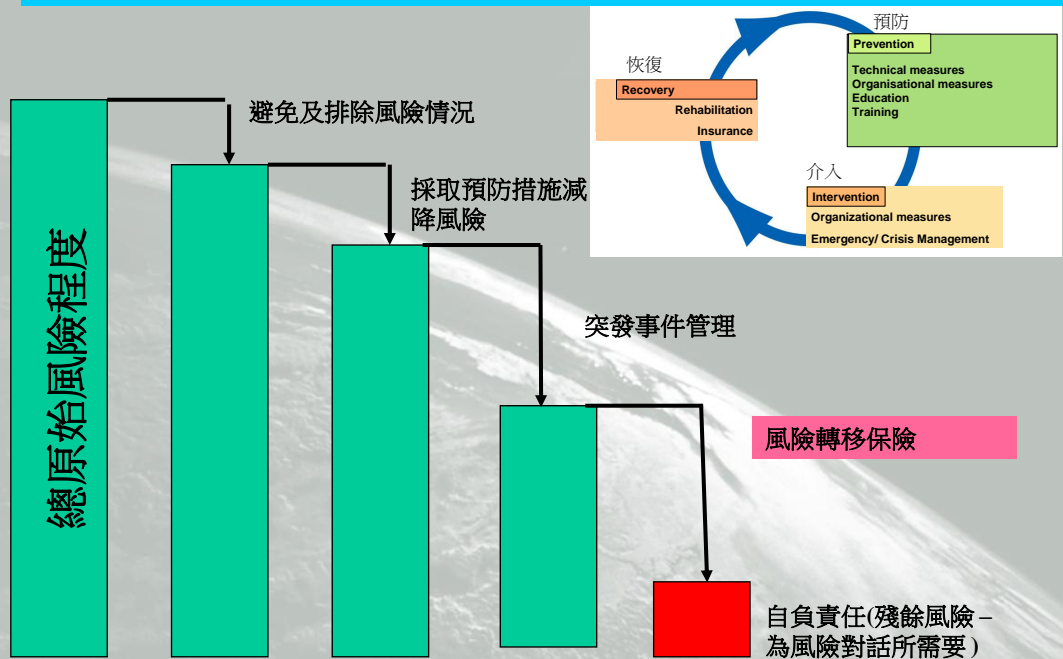 預防
Prevention
Technical measures
Organisational measures
Education
Training
恢復
Recovery
Rehabilitation
Insurance
介入
Intervention
Organizational measures
Emergency/ Crisis Management
總原始風險程度
避免及排除風險情況
採取預防措施減
降風險
突發事件管理
風險轉移保險
自負責任(殘餘風險 –
為風險對話所需要 )